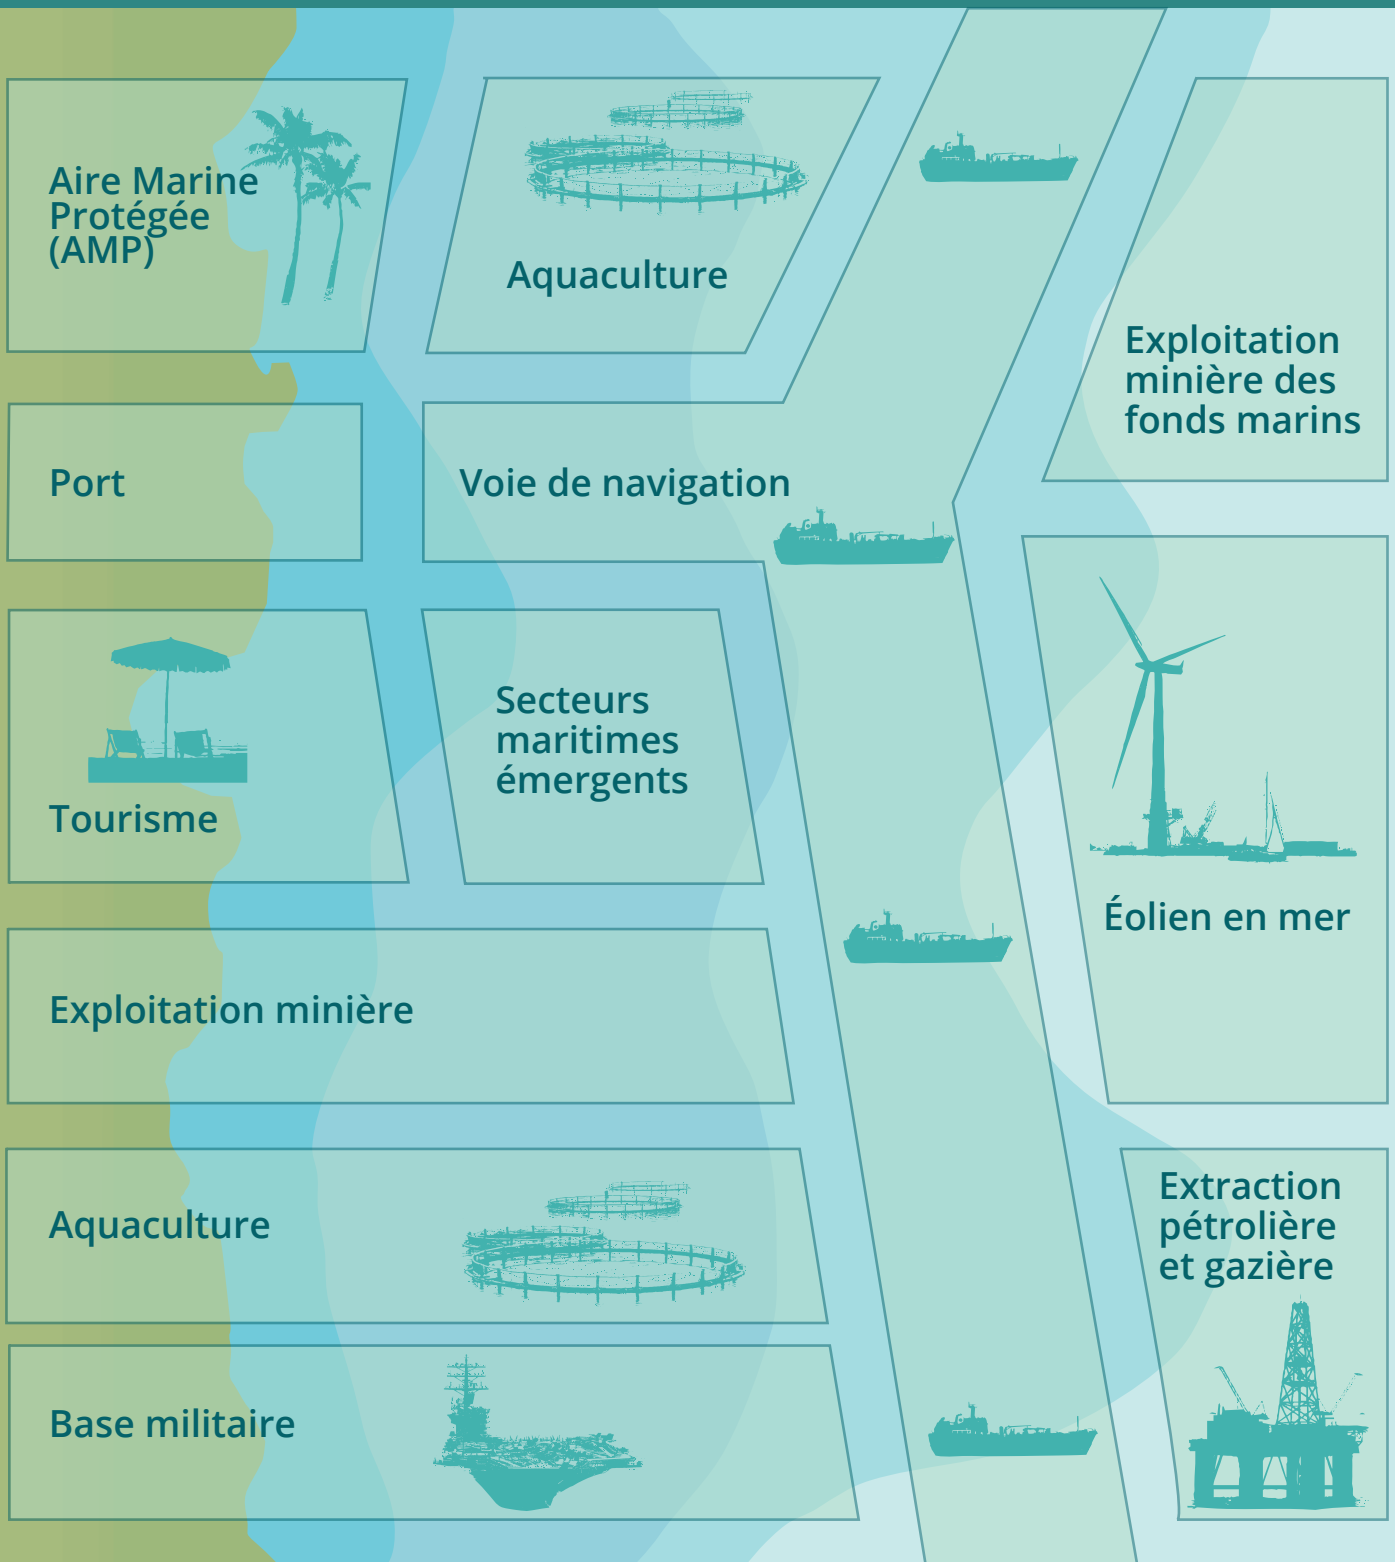 Aire Marine
Protégée
(AMP)
Aquaculture
Exploitation
minière des
fonds marins
Port
Voie de navigation
Secteurs
maritimes
émergents
Tourisme
Éolien en mer
Exploitation minière
Extraction
pétrolière
et gazière
Aquaculture
Base militaire